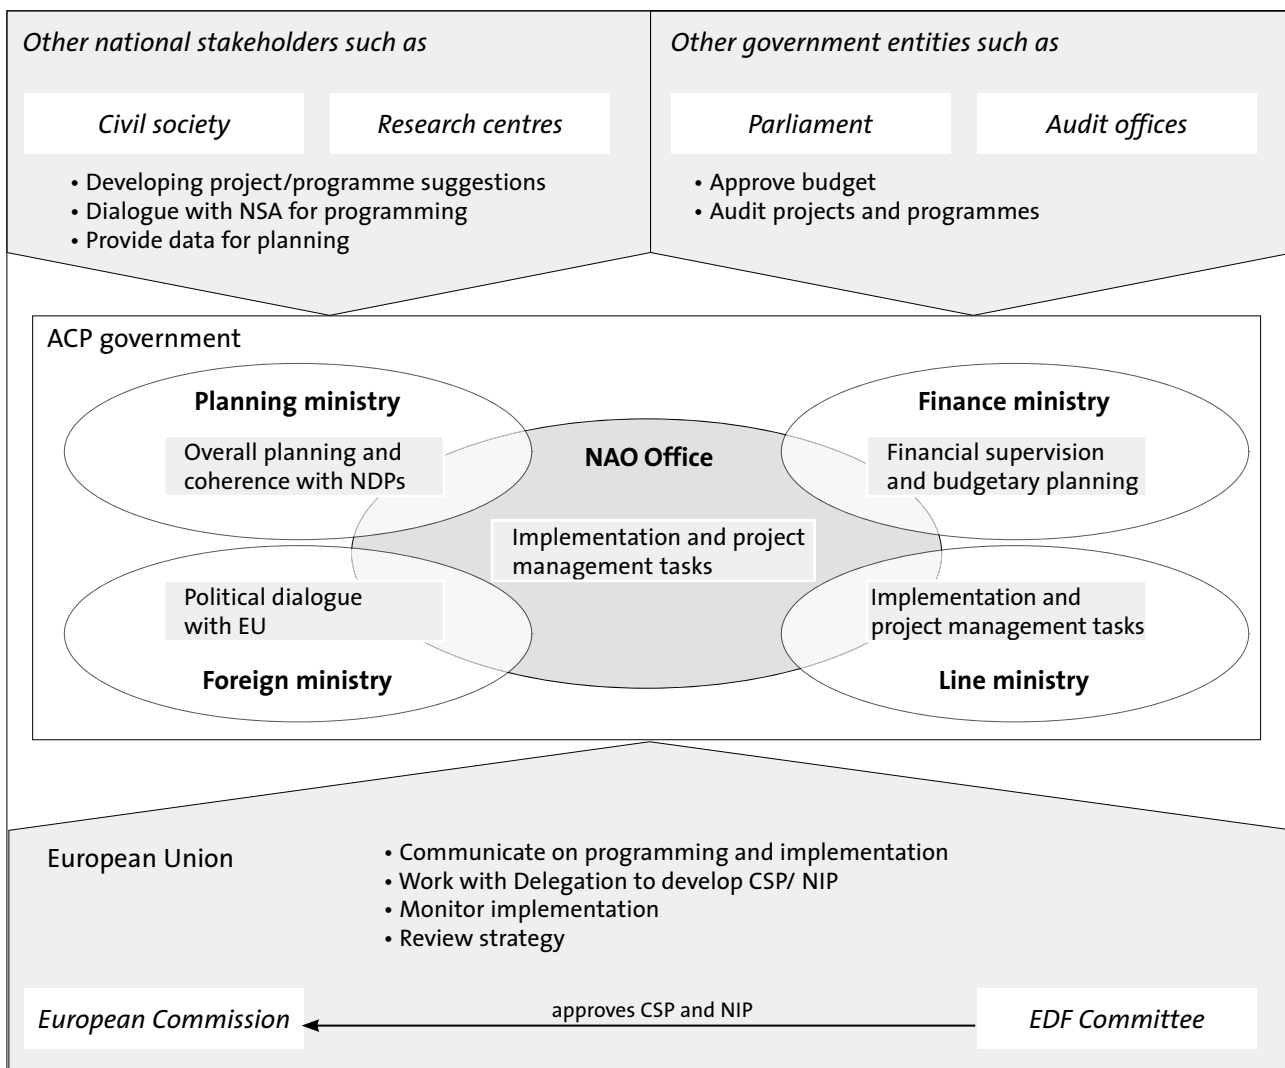 Other national stakeholders such as
Other government entities such as
Civil society
Research centres
Parliament
Audit offices
• Developing project/programme suggestions
• Dialogue with NSA for programming
• Provide data for planning
• Approve budget
• Audit projects and programmes
ACP government
Planning ministry
Overall planning and
coherence with NDPs
Finance ministry
Financial supervision
and budgetary planning
NAO Office
Implementation and project
management tasks
Political dialogue
with EU
Foreign ministry
Implementation and
project management tasks
Line ministry
European Union
• Communicate on programming and implementation
• Work with Delegation to develop CSP/ NIP
• Monitor implementation
• Review strategy
European Commission
approves CSP and NIP
EDF Committee